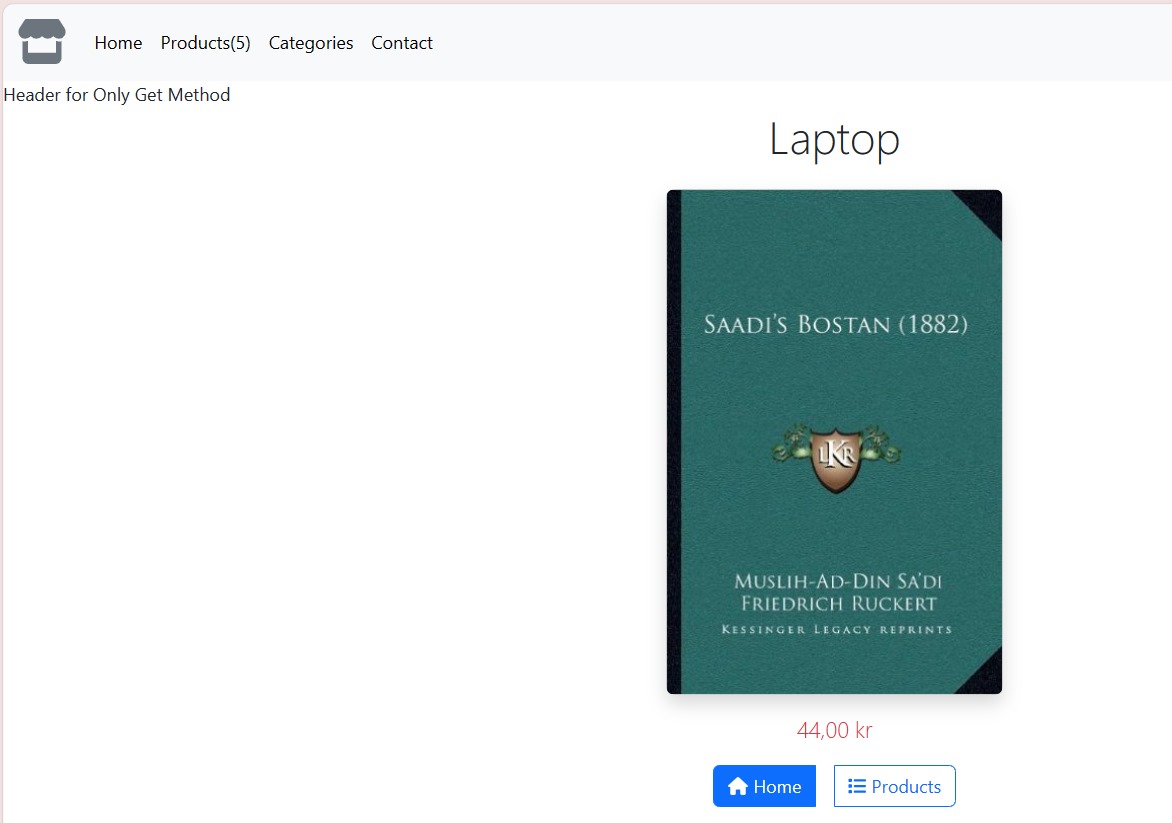 Home Products(5) Categories Contact
Header for Only Get Method
Laptop
SAADI'S BOSTAN (1882)
LKR
MUSLIH-AD-DIN SA'DI
FRIEDRICH RUCKERT
KESSINGER LEGACY REPRINTS
44,00 kr
Home Products